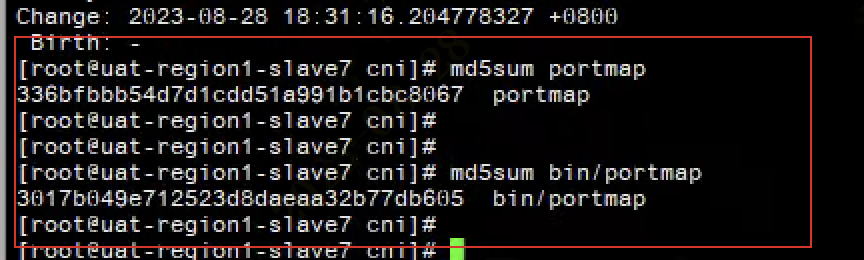 Change: 2023-08-28 18:31:16.204778327 +0800
Birth: -
[root@uat-region1-slave7 cni]# md5sum portmap
336bfbbb54d7d1cdd51a991b1cbc8067  portmap
[root@uat-region1-slave7 cni]#
[root@uat-region1-slave7 cni]#
[root@uat-region1-slave7 cni]# md5sum bin/portmap
3017b049e712523d8daeaa32b77db605  bin/portmap
[root@uat-region1-slave7 cni]#
[root@uat-region1-slave7 cni]#